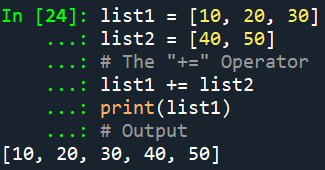 In [24]: list1 = [10, 20, 30]
...: list2 = [40, 50]
...: # The "+=" Operator
...: list1 += list2
...: print(list1)
...: # Output
[10, 20, 30, 40, 50]